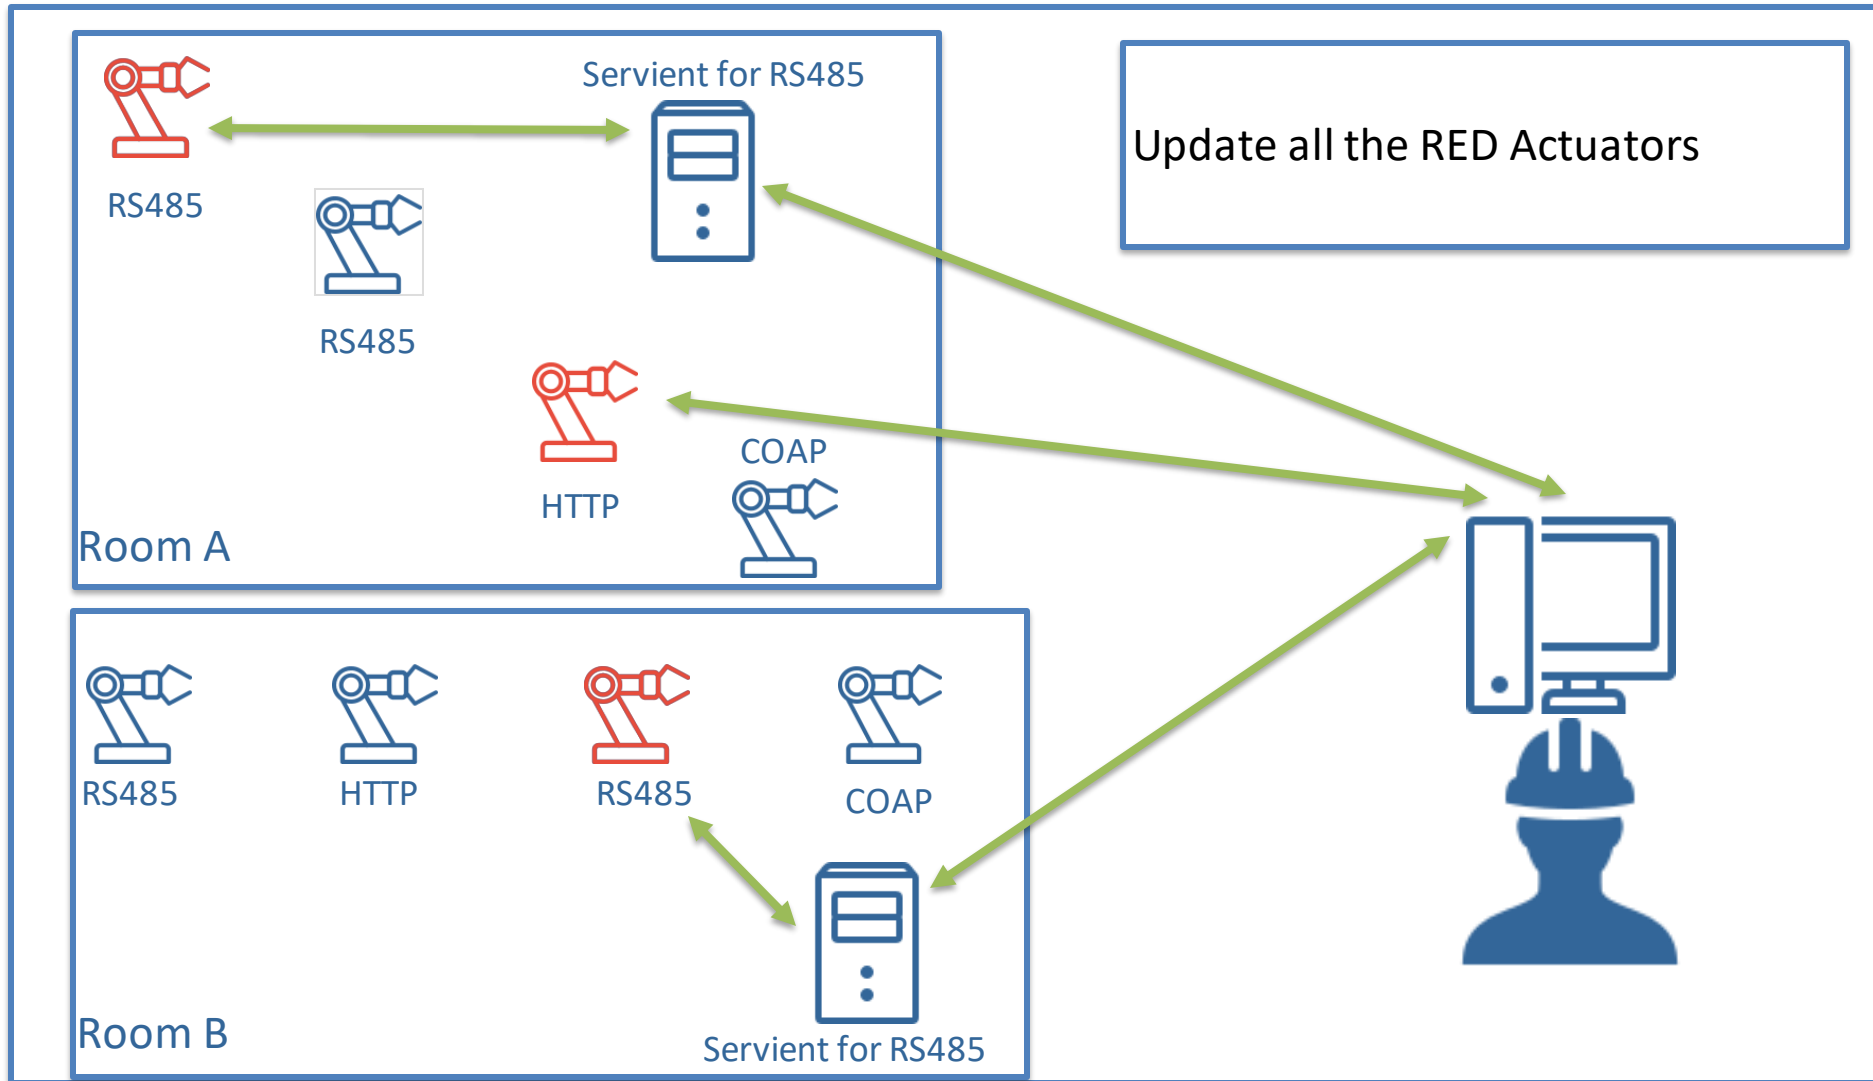 Servient for RS485
Update all the RED Actuators
RS485
RS485
COAP
HTTP
Room A
RS485
HTTP
RS485
COAP
Room B
Servient for RS485